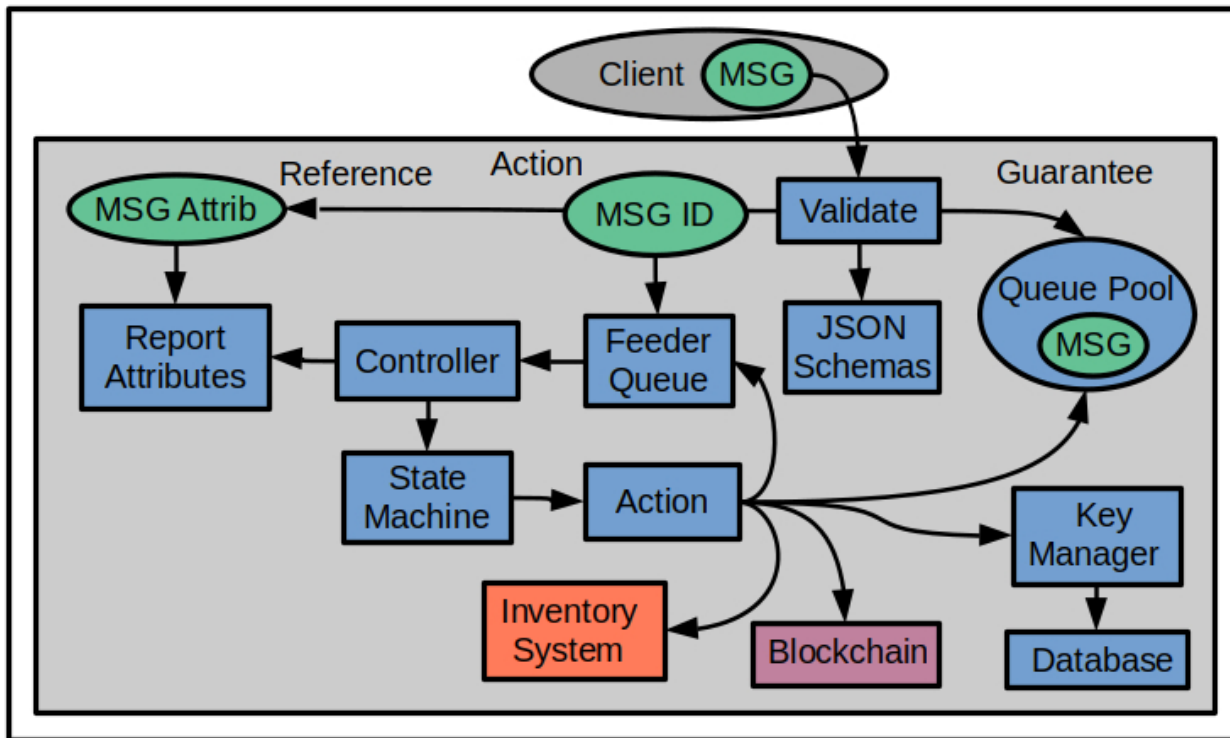 Client
MSG
Reference
Action
Guarantee
MSG Attrib
MSG ID
Validate
Queue Pool
MSG
Report
Attributes
Controller
Feeder
Queue
JSON
Schemas
State
Machine
Action
Key
Manager
Inventory
System
Blockchain
Database